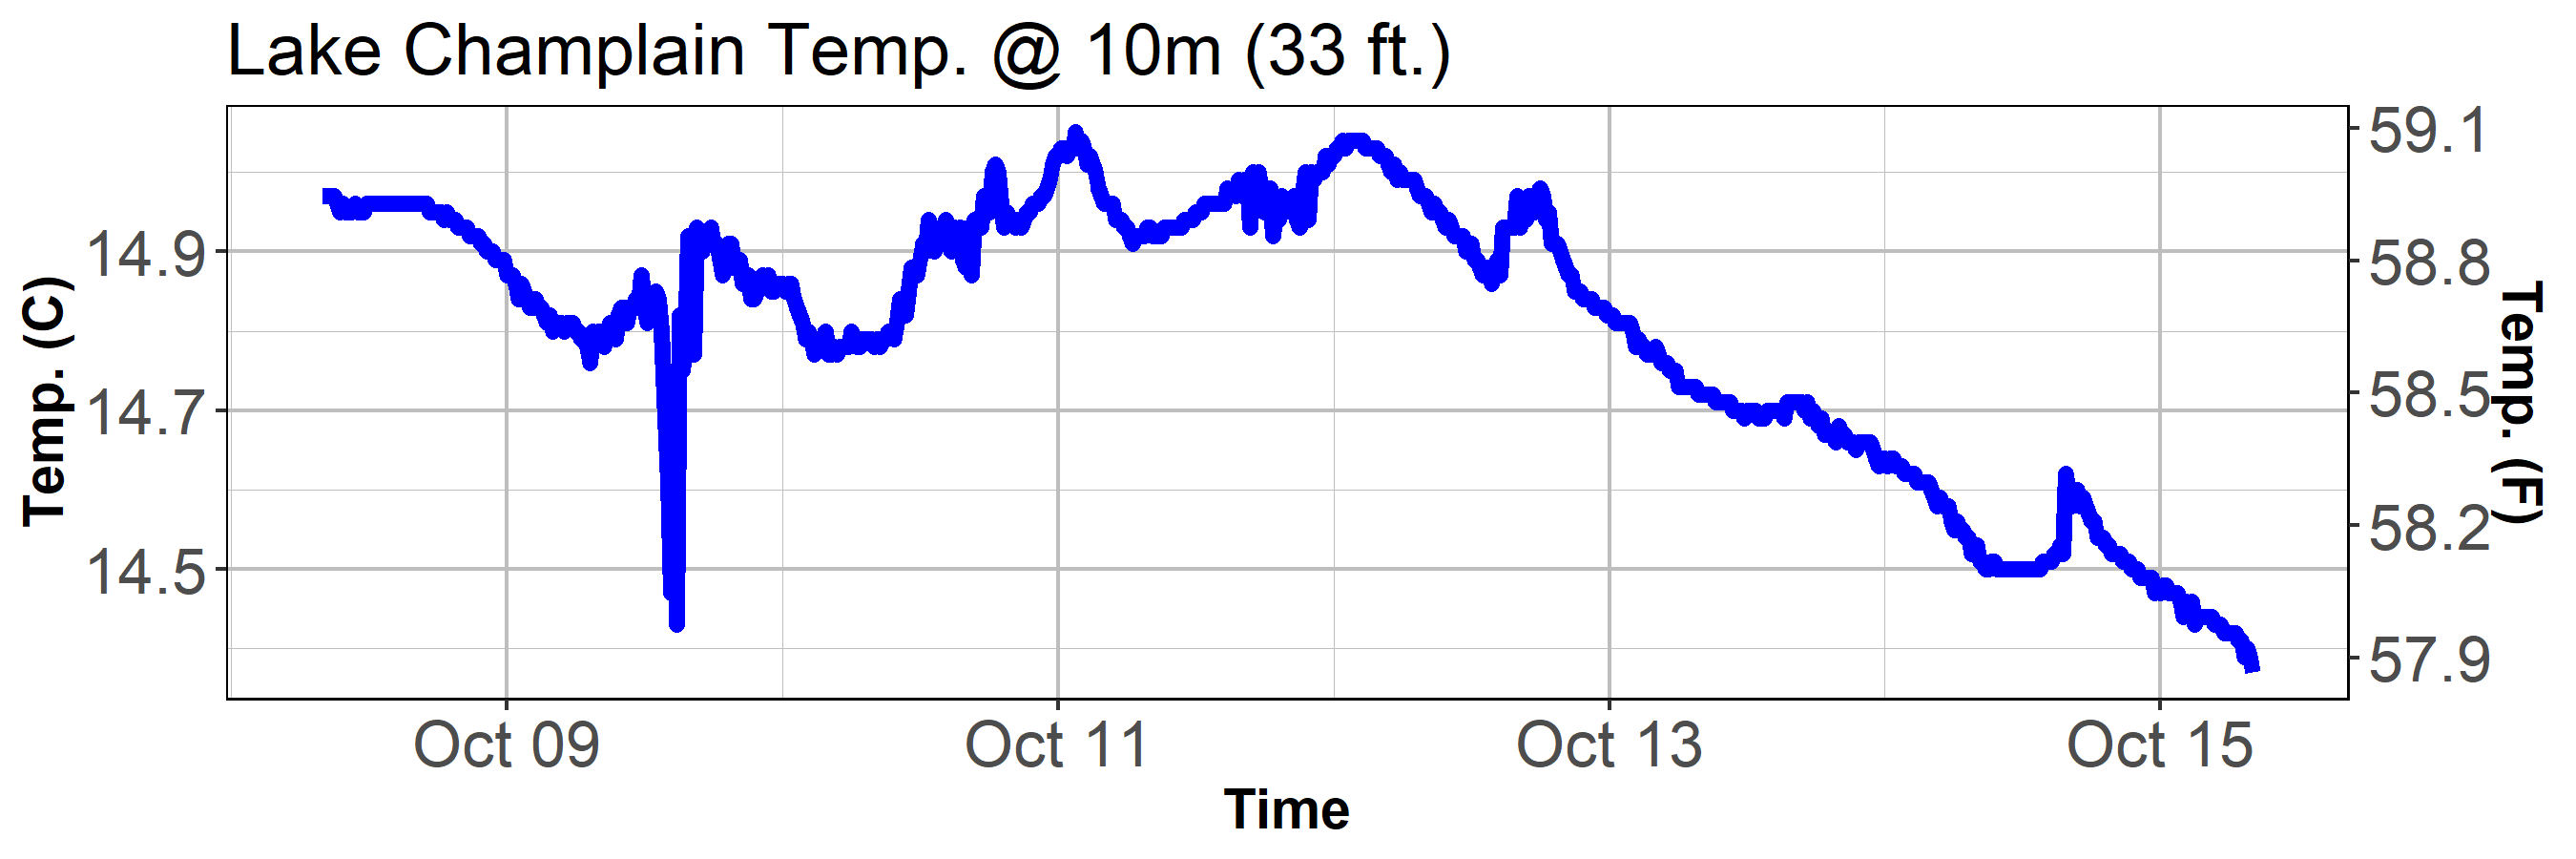 Lake Champlain Temp. @ 10m (33 ft.)
Temp. (C)
14.9
14.7
14.5
59.1
58.8
58.5
58.2
57.9
Temp. (F)
Oct 09 Oct 11 Oct 13 Oct 15
Time